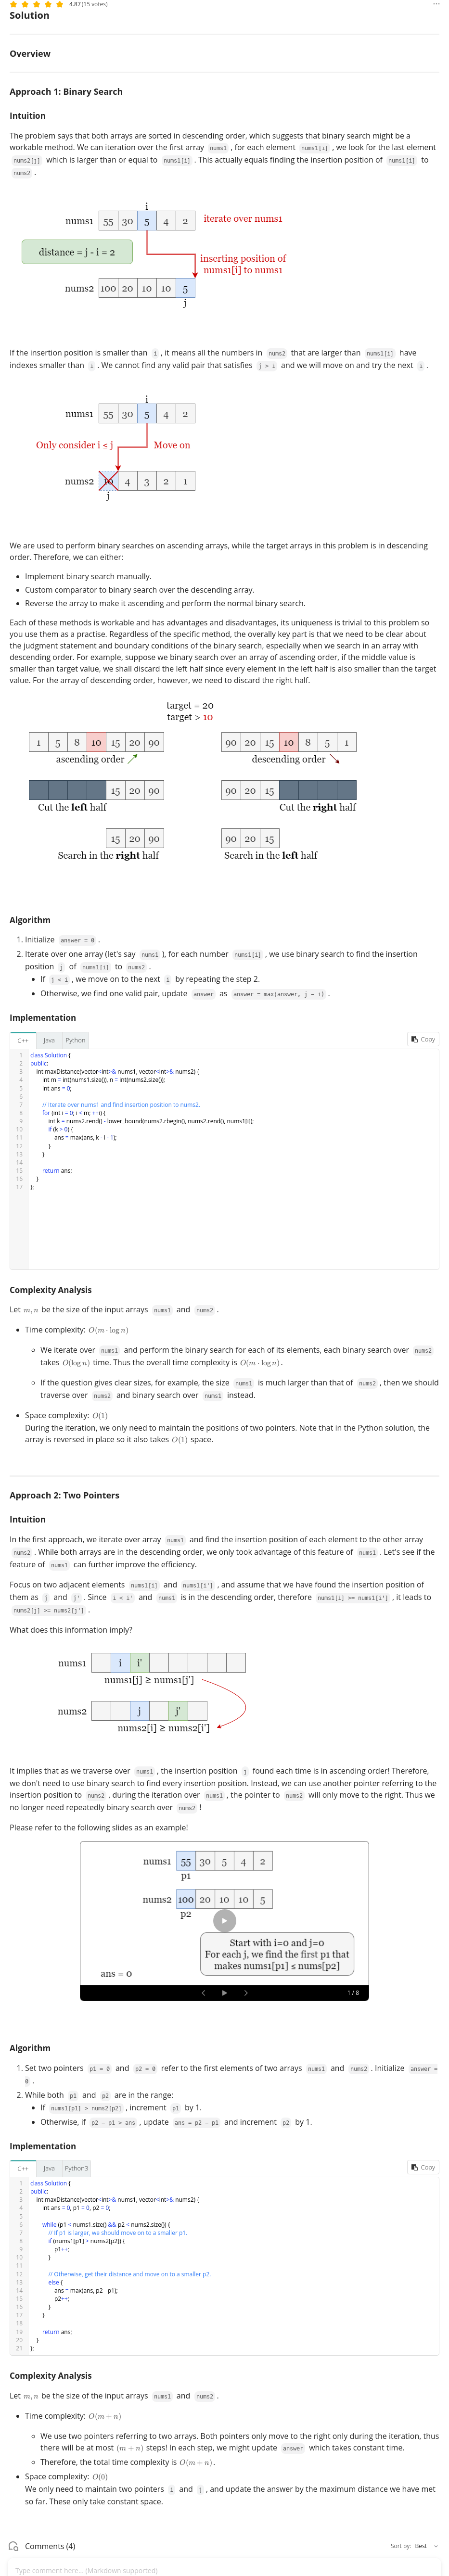 4.87 (15 votes)
Solution
Overview
Approach 1: Binary Search
Intuition
The problem says that both arrays are sorted in descending order, which suggests that binary search might be a
workable method. We can iteration over the first array nums1 , for each element nums1[i] , we look for the last element
nums2[j] which is larger than or equal to nums1[i] . This actually equals finding the insertion position of nums1[i] to
nums2 .
i
nums1 55 30 5 4 2 iterate over nums1
distance = j - i = 2
inserting position of
nums1[i] to nums1
nums2 100 20 10 10 5
j
If the insertion position is smaller than i , it means all the numbers in nums2 that are larger than nums1[i] have
indexes smaller than i . We cannot find any valid pair that satisfies j > i and we will move on and try the next i .
i
nums1 55 30 5 4 2
Only consider i ≤ j Move on
nums2 10 4 3 2 1
j
We are used to perform binary searches on ascending arrays, while the target arrays in this problem is in descending
order. Therefore, we can either:
• Implement binary search manually.
• Custom comparator to binary search over the descending array.
• Reverse the array to make it ascending and perform the normal binary search.
Each of these methods is workable and has advantages and disadvantages, its uniqueness is trivial to this problem so
you use them as a practise. Regardless of the specific method, the overally key part is that we need to be clear about
the judgment statement and boundary conditions of the binary search, especially when we search in an array with
descending order. For example, suppose we binary search over an array of ascending order, if the middle value is
smaller than target value, we shall discard the left half since every element in the left half is also smaller than the target
value. For the array of descending order, however, we need to discard the right half.
target = 20
target > 10
1 5 8 10 15 20 90 90 20 15 10 8 5 1
ascending order descending order
15 20 90 90 20 15
Cut the left half Cut the right half
15 20 90 90 20 15
Search in the right half Search in the left half
Algorithm
1. Initialize answer = 0 .
2. Iterate over one array (let's say nums1 ), for each number nums1[i] , we use binary search to find the insertion
position j of nums1[i] to nums2 .
• If j < i , we move on to the next i by repeating the step 2.
• Otherwise, we find one valid pair, update answer as answer = max(answer, j – i) .
Implementation
C++ Java Python Copy
1 class Solution {
2 public:
3 int maxDistance(vector<int>& nums1, vector<int>& nums2) {
4 int m = int(nums1.size()), n = int(nums2.size());
5 int ans = 0;
6
7 // Iterate over nums1 and find insertion position to nums2.
8 for (int i = 0; i < m; ++i) {
9 int k = nums2.rend() - lower_bound(nums2.rbegin(), nums2.rend(), nums1[i]);
10 if (k > 0) {
11 ans = max(ans, k - i - 1);
12 }
13 }
14
15 return ans;
16 }
17 };
Complexity Analysis
Let m, n be the size of the input arrays nums1 and nums2 .
• Time complexity: O(m · log n)
◦ We iterate over nums1 and perform the binary search for each of its elements, each binary search over nums2
takes O(log n) time. Thus the overall time complexity is O(m · log n).
◦ If the question gives clear sizes, for example, the size nums1 is much larger than that of nums2 , then we should
traverse over nums2 and binary search over nums1 instead.
• Space complexity: O(1)
During the iteration, we only need to maintain the positions of two pointers. Note that in the Python solution, the
array is reversed in place so it also takes O(1) space.
Approach 2: Two Pointers
Intuition
In the first approach, we iterate over array nums1 and find the insertion position of each element to the other array
nums2 . While both arrays are in the descending order, we only took advantage of this feature of nums1 . Let's see if the
feature of nums1 can further improve the efficiency.
Focus on two adjacent elements nums1[i] and nums1[i'] , and assume that we have found the insertion position of
them as j and j' . Since i < i' and nums1 is in the descending order, therefore nums1[i] >= nums1[i'] , it leads to
nums2[j] >= nums2[j'] .
What does this information imply?
nums1 i i'
nums1[j] ≥ nums1[j']
nums2 j j'
nums2[i] ≥ nums2[i']
It implies that as we traverse over nums1 , the insertion position j found each time is in ascending order! Therefore,
we don't need to use binary search to find every insertion position. Instead, we can use another pointer referring to the
insertion position to nums2 , during the iteration over nums1 , the pointer to nums2 will only move to the right. Thus we
no longer need repeatedly binary search over nums2 !
Please refer to the following slides as an example!
nums1 55 30 5 4 2
p1
nums2 100 20 10 10 5
p2
Start with i=0 and j=0
For each j, we find the first p1 that
makes nums1[p1] ≤ nums[p2]
ans = 0
1 / 8
Algorithm
1. Set two pointers p1 = 0 and p2 = 0 refer to the first elements of two arrays nums1 and nums2 . Initialize answer =
0 .
2. While both p1 and p2 are in the range:
• If nums1[p1] > nums2[p2] , increment p1 by 1.
• Otherwise, if p2 – p1 > ans , update ans = p2 – p1 and increment p2 by 1.
Implementation
C++ Java Python3 Copy
1 class Solution {
2 public:
3 int maxDistance(vector<int>& nums1, vector<int>& nums2) {
4 int ans = 0, p1 = 0, p2 = 0;
5
6 while (p1 < nums1.size() && p2 < nums2.size()) {
7 // If p1 is larger, we should move on to a smaller p1.
8 if (nums1[p1] > nums2[p2]) {
9 p1++;
10 }
11
12 // Otherwise, get their distance and move on to a smaller p2.
13 else {
14 ans = max(ans, p2 - p1);
15 p2++;
16 }
17 }
18
19 return ans;
20 }
21 };
Complexity Analysis
Let m, n be the size of the input arrays nums1 and nums2 .
• Time complexity: O(m + n)
◦ We use two pointers referring to two arrays. Both pointers only move to the right only during the iteration, thus
there will be at most (m + n) steps! In each step, we might update answer which takes constant time.
◦ Therefore, the total time complexity is O(m + n).
• Space complexity: O(0)
We only need to maintain two pointers i and j , and update the answer by the maximum distance we have met
so far. These only take constant space.
Comments (4) Sort by: Best
Type comment here... (Markdown supported)